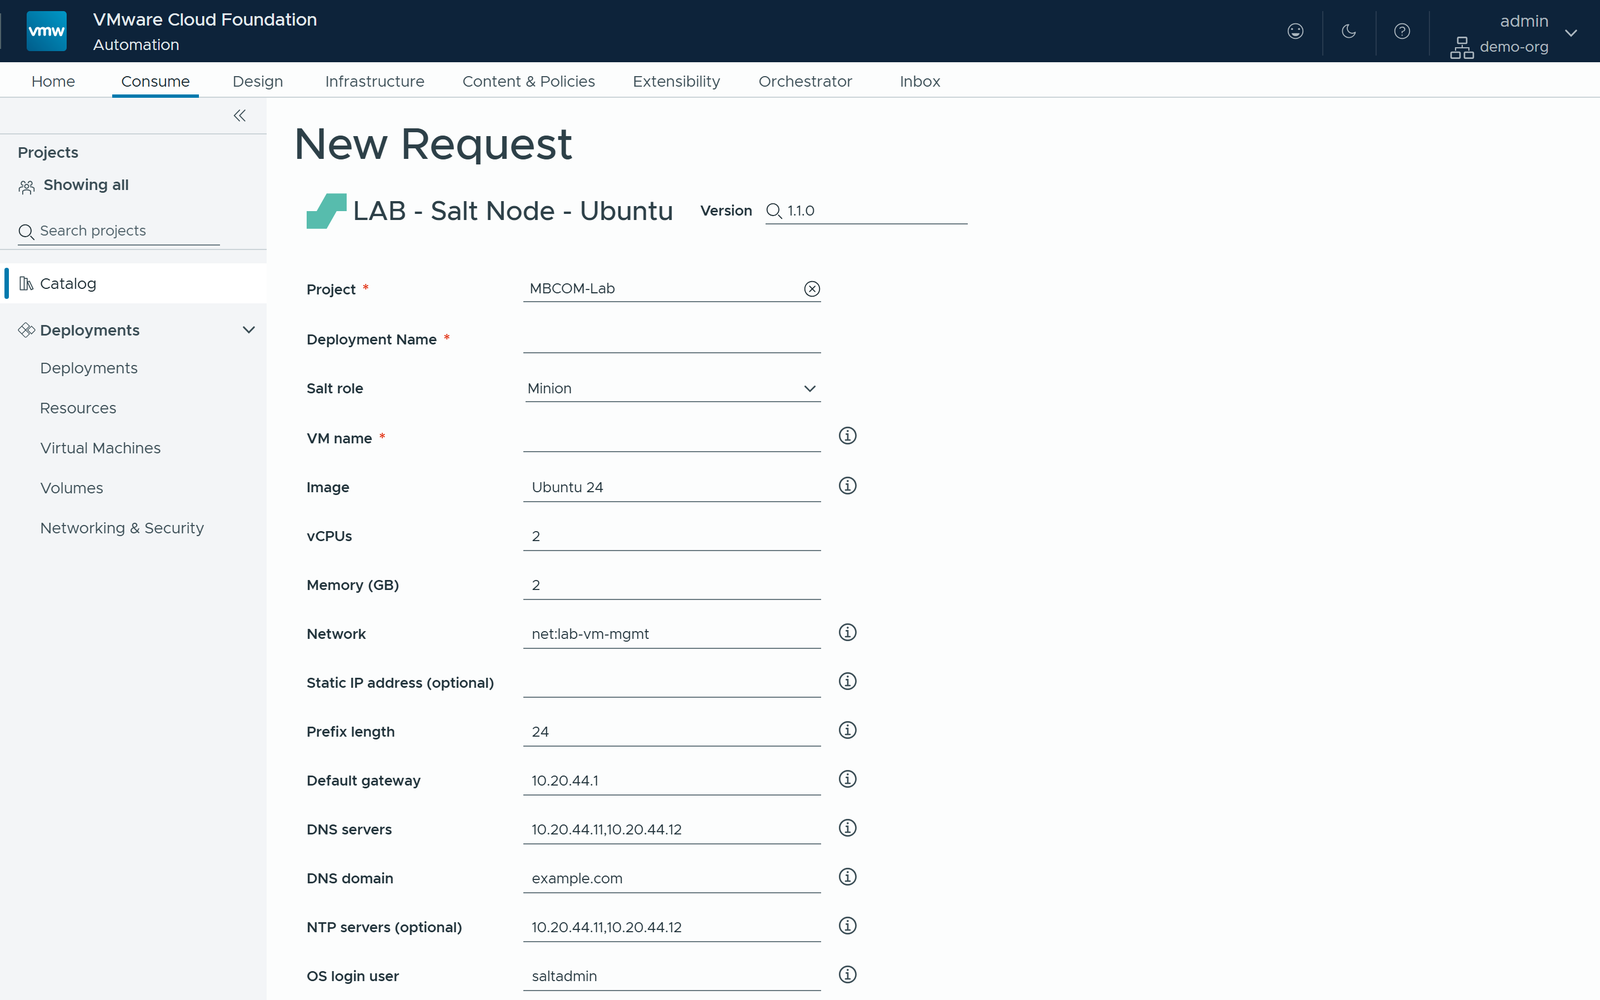 vmw
VMware Cloud Foundation
Automation
admin
demo-org
Home Consume Design Infrastructure Content & Policies Extensibility Orchestrator Inbox
Projects
Showing all
Search projects
Catalog
Deployments
Deployments
Resources
Virtual Machines
Volumes
Networking & Security
New Request
LAB - Salt Node - Ubuntu Version 1.1.0
Project * MBCOM-Lab
Deployment Name *
Salt role Minion
VM name *
Image Ubuntu 24
vCPUs 2
Memory (GB) 2
Network net:lab-vm-mgmt
Static IP address (optional)
Prefix length 24
Default gateway 10.20.44.1
DNS servers 10.20.44.11,10.20.44.12
DNS domain example.com
NTP servers (optional) 10.20.44.11,10.20.44.12
OS login user saltadmin